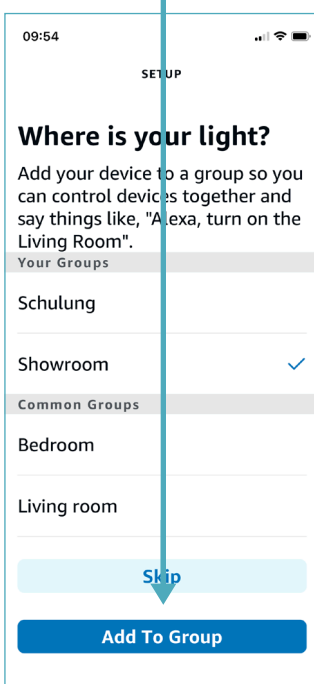 09:54
SETUP
Where is your light?
Add your device to a group so you
can control devices together and
say things like, "Alexa, turn on the
Living Room".
Your Groups
Schulung
Showroom
Common Groups
Bedroom
Living room
Skip
Add To Group